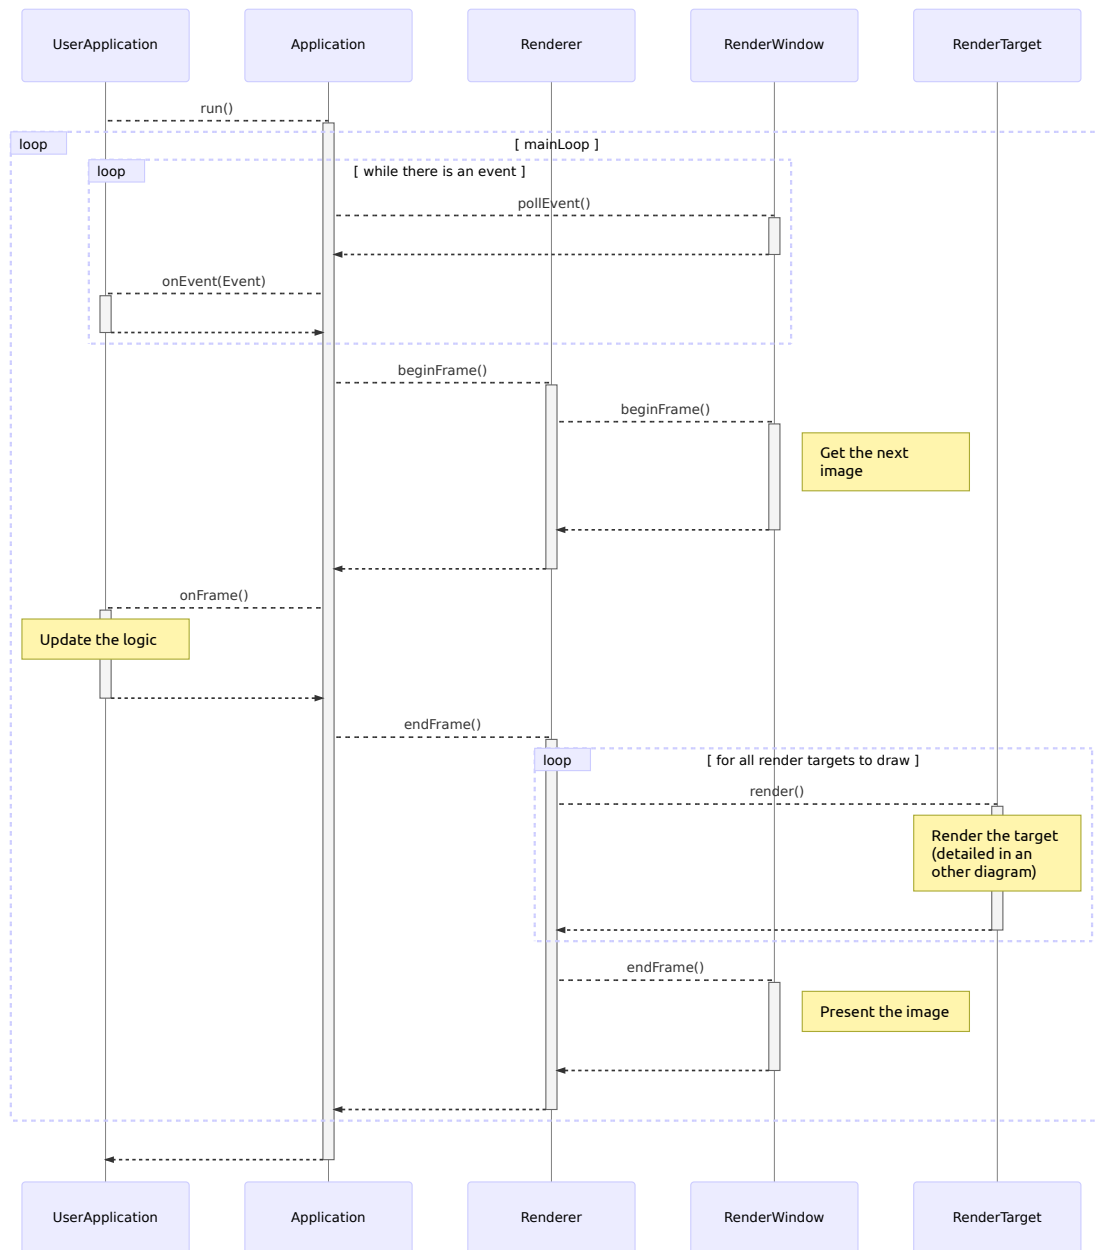 UserApplication
Application
Renderer
RenderWindow
RenderTarget
run()
loop
[ mainLoop ]
loop
[ while there is an event ]
pollEvent()
onEvent(Event)
beginFrame()
beginFrame()
Get the next
image
onFrame()
Update the logic
endFrame()
loop
[ for all render targets to draw ]
render()
Render the target
(detailed in an
other diagram)
endFrame()
Present the image
UserApplication
Application
Renderer
RenderWindow
RenderTarget